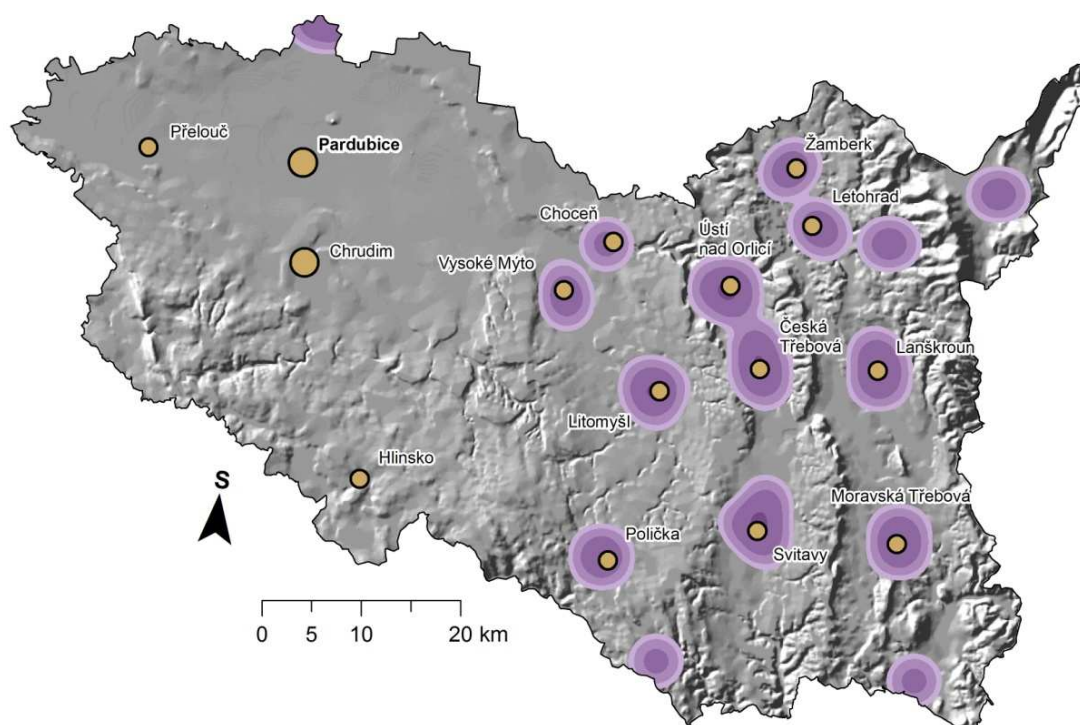 Přelouč
Pardubice
Chrudim
Žamberk
Letohrad
Choceň
Ústí
nad Orlicí
Vysoké Mýto
Česká
Třebová
Lanškroun
Litomyšl
Hlinsko
S
Moravská Třebová
Polička
Svitavy
0 5 10 20 km